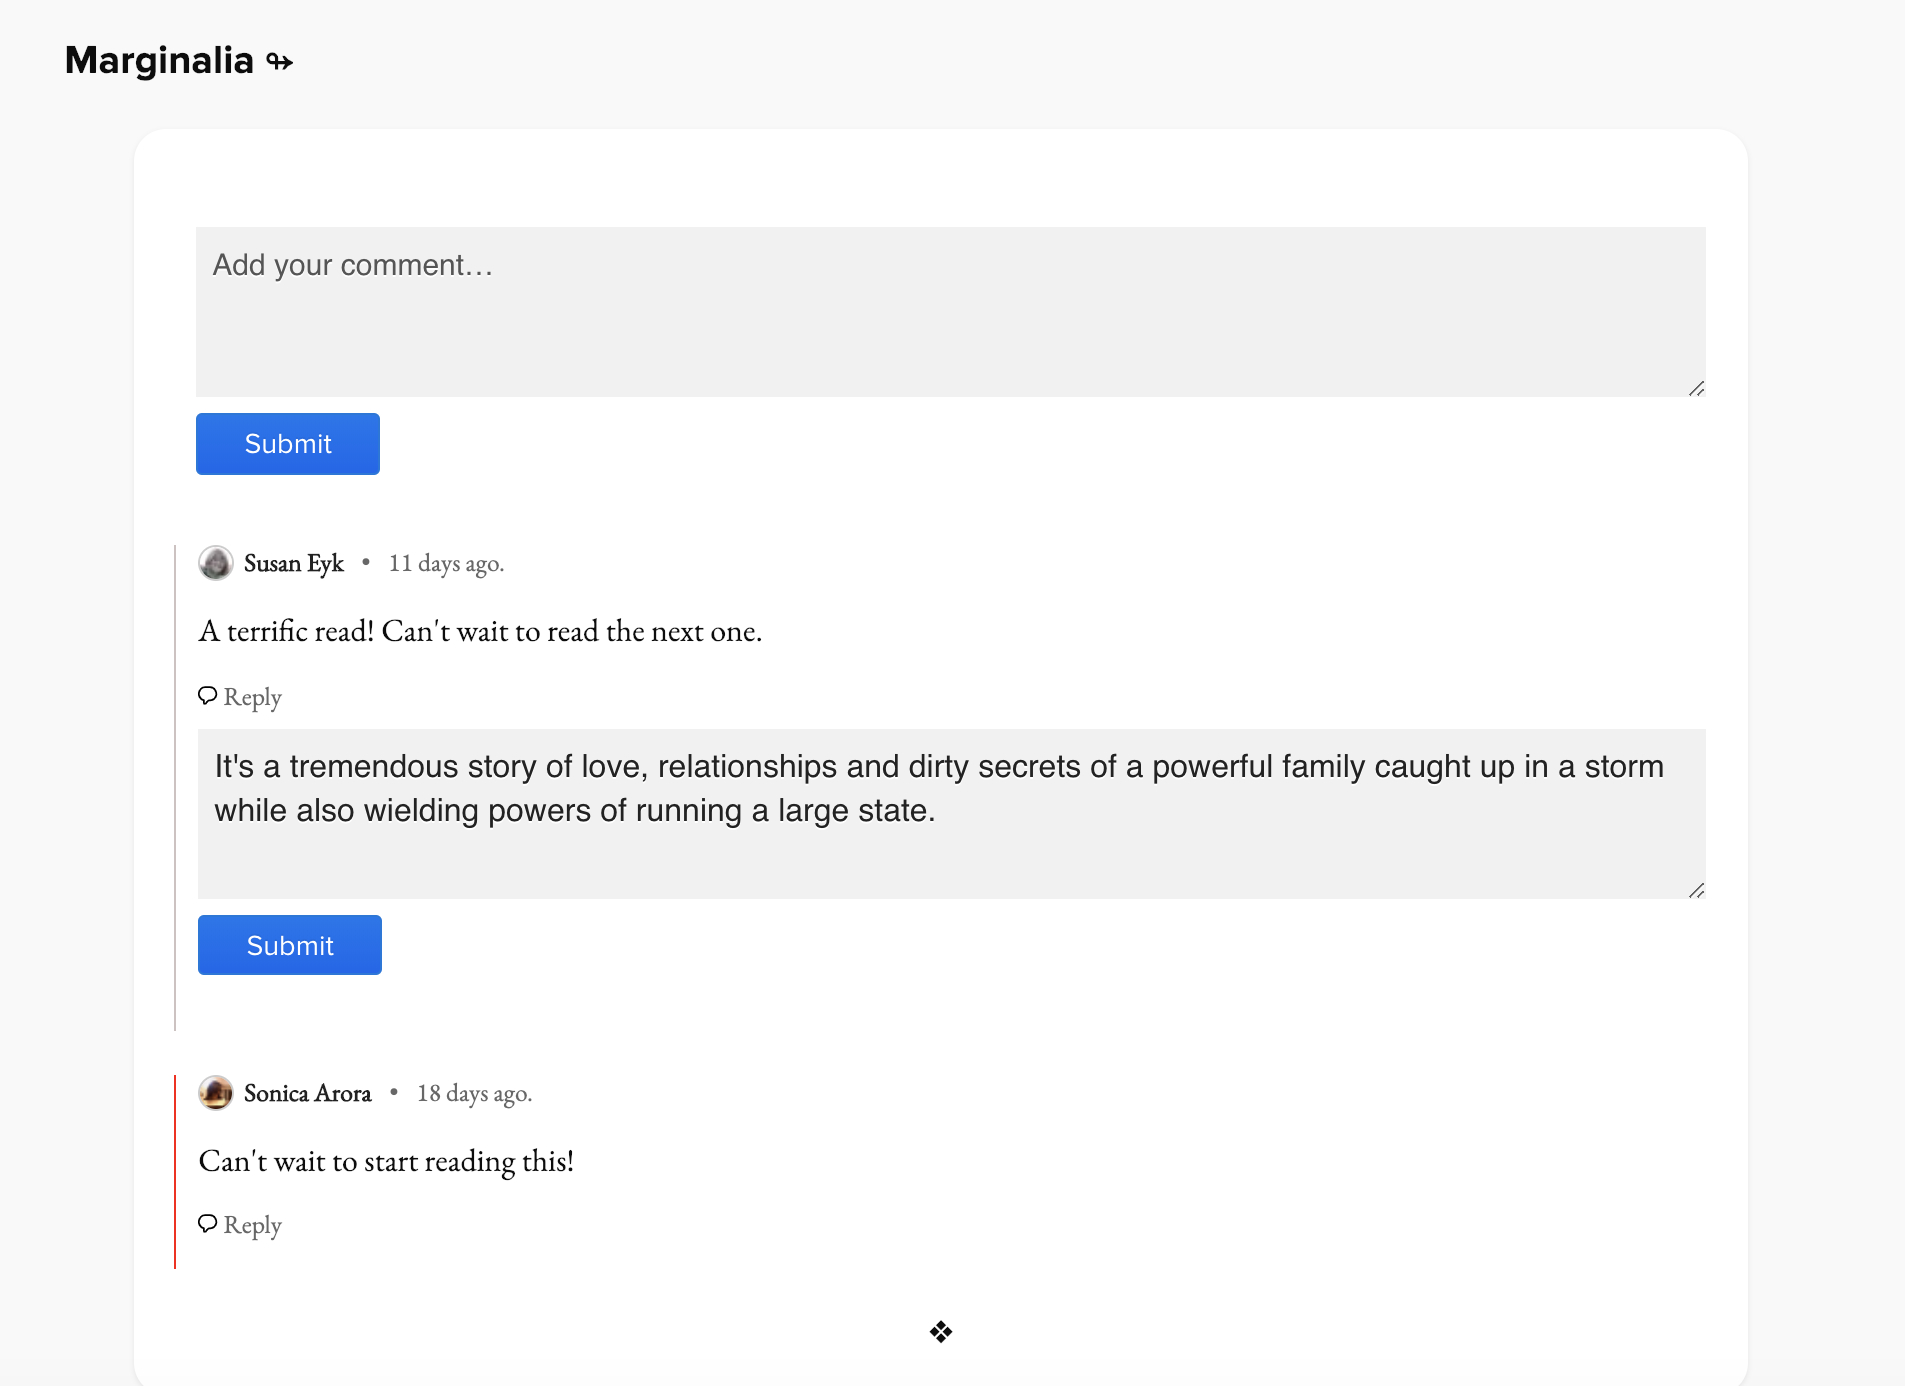 Marginalia ↬
Add your comment…
Submit
Susan Eyk • 11 days ago.
A terrific read! Can't wait to read the next one.
Reply
It's a tremendous story of love, relationships and dirty secrets of a powerful family caught up in a storm
while also wielding powers of running a large state.
Submit
Sonica Arora • 18 days ago.
Can't wait to start reading this!
Reply
❖